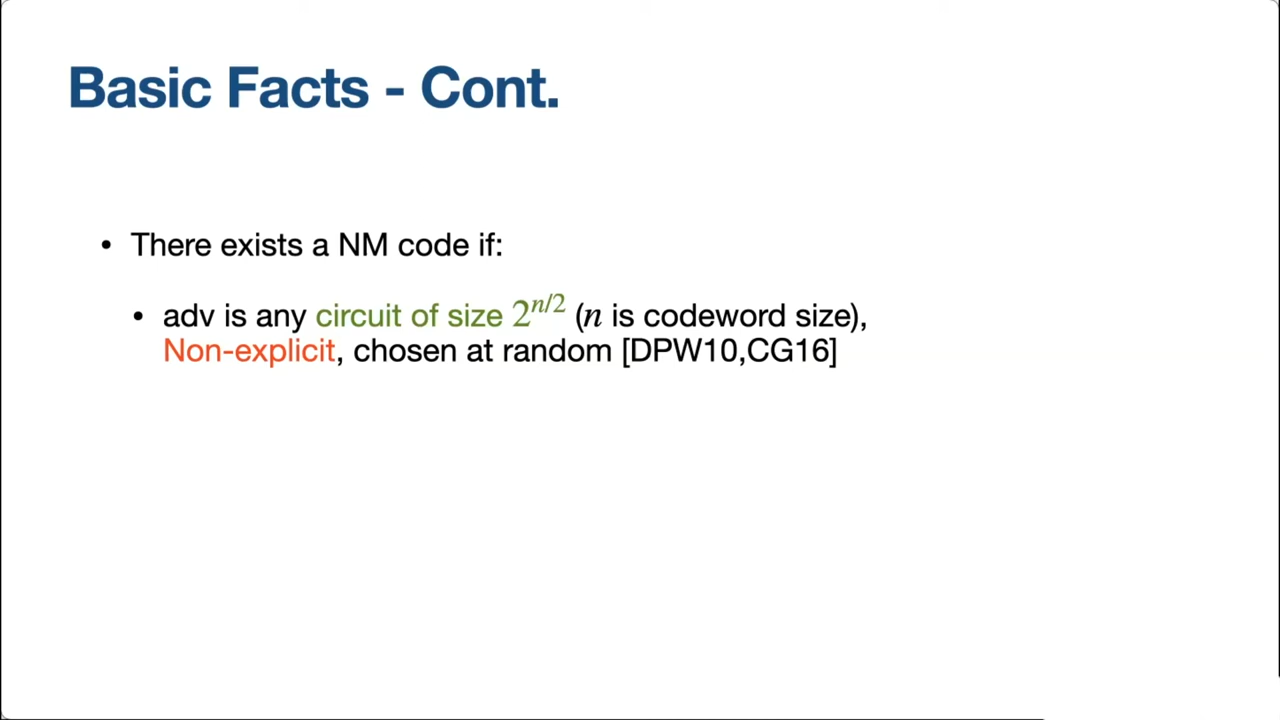 Basic Facts - Cont.
• There exists a NM code if:
• adv is any circuit of size 2^{n/2} (n is codeword size),
Non-explicit, chosen at random [DPW10,CG16]